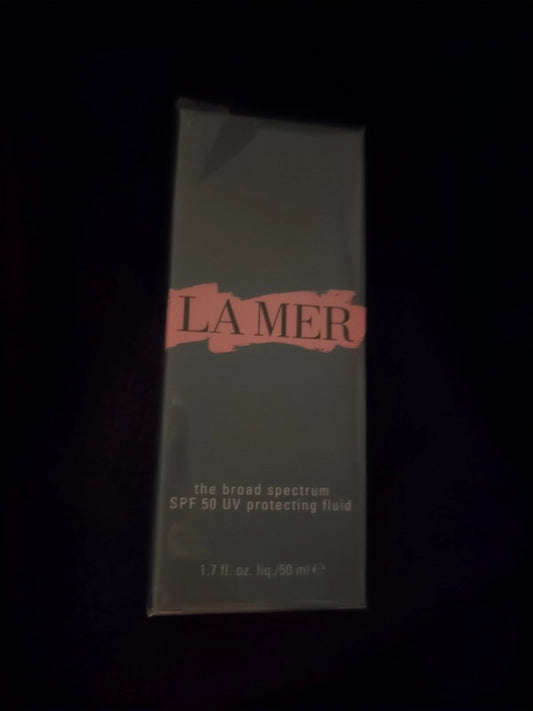 LA MER
the broad spectrum
SPF 50 UV protecting fluid
1.7 fl. oz. liq./50 ml ℮